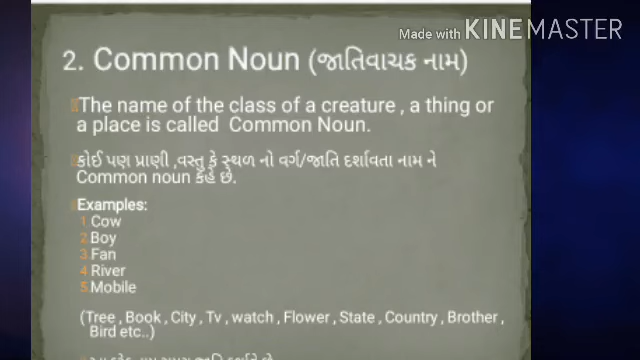 Made with KINEMASTER
2. Common Noun (જાતિવાચક નામ)
The name of the class of a creature , a thing or
a place is called Common Noun.
કોઈ પણ પ્રાણી ,વસ્તુ કે સ્થળ નો વર્ગ/જાતિ દર્શાવતા નામ ને
Common noun કહે છે.
Examples:
1 Cow
2 Boy
3 Fan
4 River
5.Mobile
(Tree , Book , City , Tv , watch , Flower , State , Country , Brother ,
Bird etc..)